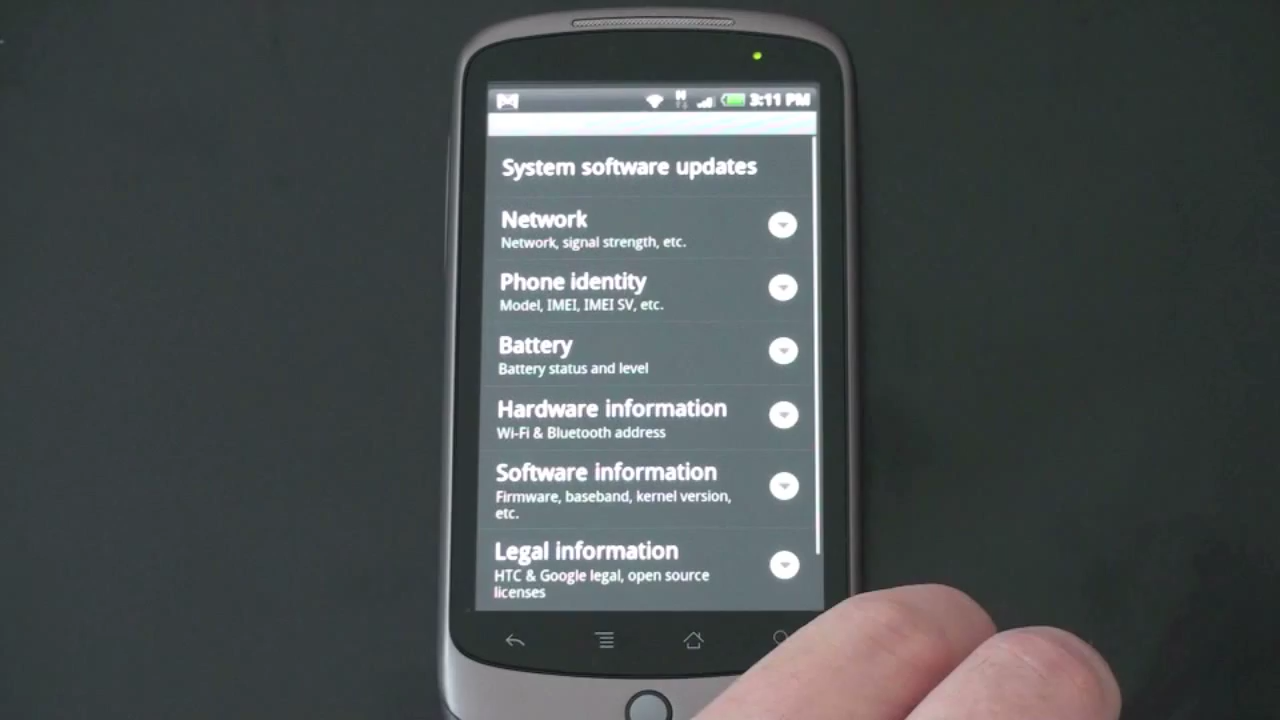 3:11 PM
System software updates
Network
Network, signal strength, etc.
Phone identity
Model, IMEI, IMEI SV, etc.
Battery
Battery status and level
Hardware information
Wi-Fi & Bluetooth address
Software information
Firmware, baseband, kernel version,
etc.
Legal information
HTC & Google legal, open source
licenses